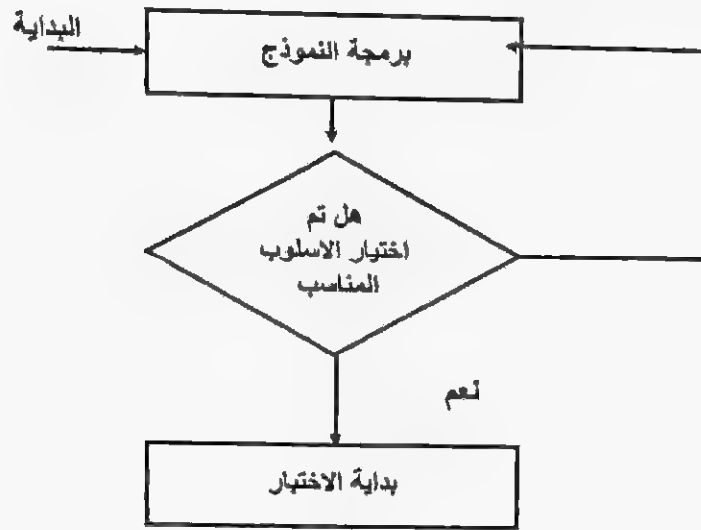 البداية
برمجة النموذج
هل تم
اختيار الاسلوب
المناسب
نعم
بداية الاختبار